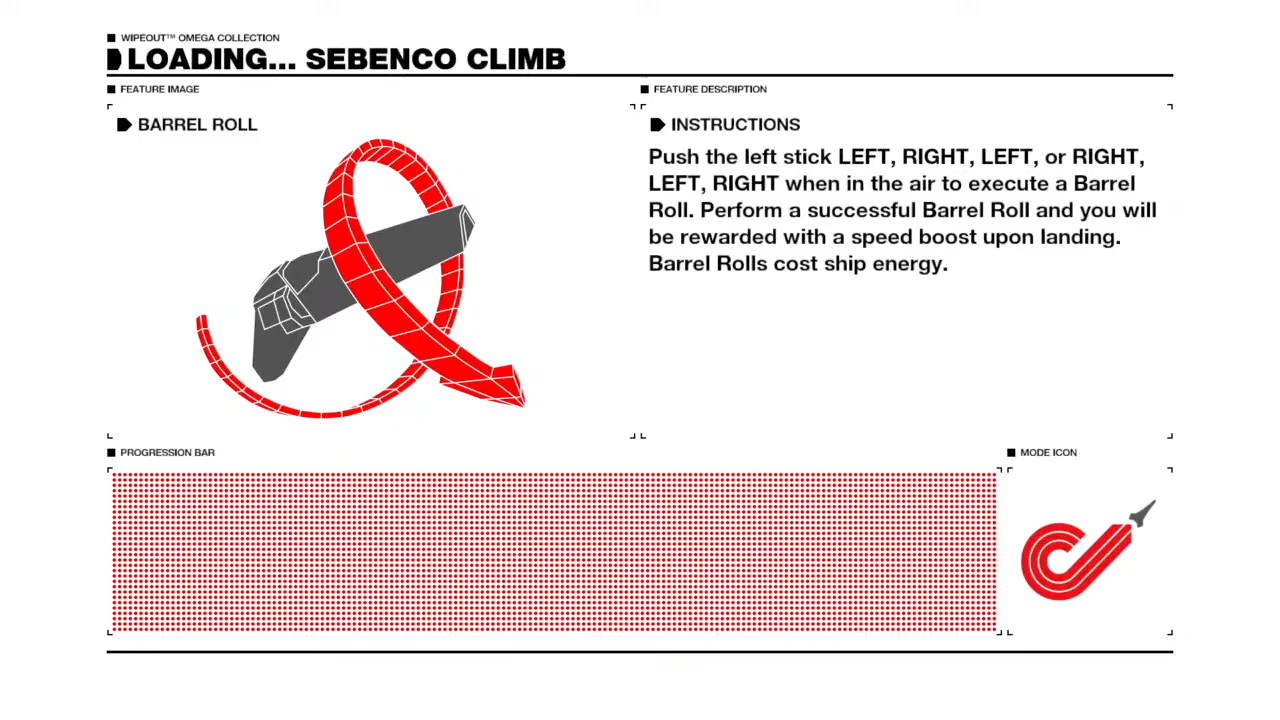 WIPEOUT™ OMEGA COLLECTION
LOADING... SEBENCO CLIMB
FEATURE IMAGE
BARREL ROLL
FEATURE DESCRIPTION
INSTRUCTIONS
Push the left stick LEFT, RIGHT, LEFT, or RIGHT,
LEFT, RIGHT when in the air to execute a Barrel
Roll. Perform a successful Barrel Roll and you will
be rewarded with a speed boost upon landing.
Barrel Rolls cost ship energy.
PROGRESSION BAR
MODE ICON